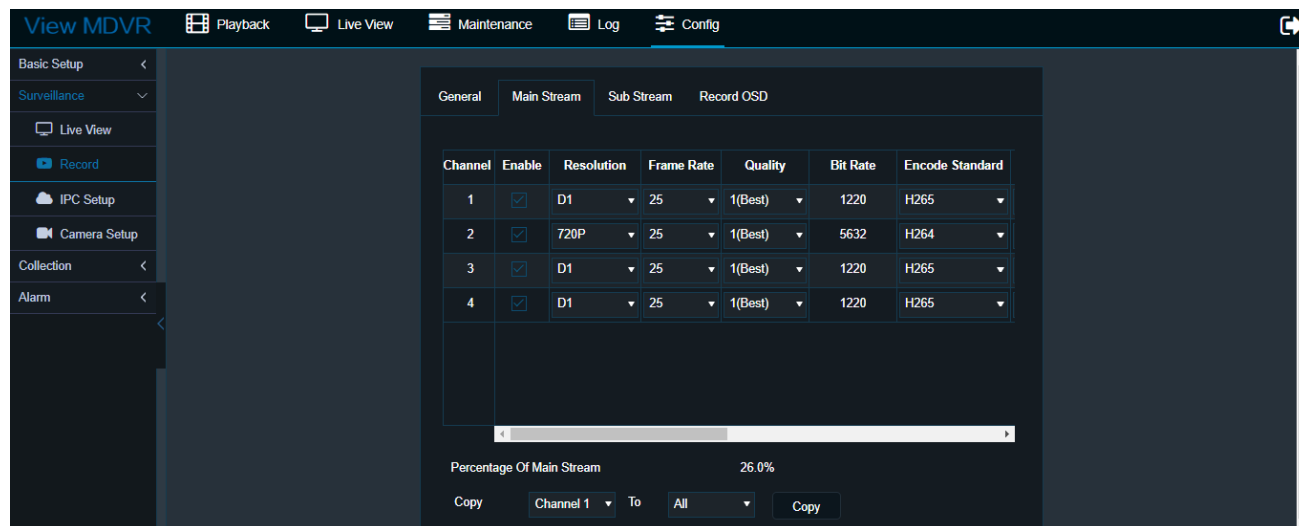 View MDVR Playback Live View Maintenance Log Config
Basic Setup
Surveillance
Live View
Record
IPC Setup
Camera Setup
Collection
Alarm
General Main Stream Sub Stream Record OSD
Channel Enable Resolution Frame Rate Quality Bit Rate Encode Standard
1 D1 25 1(Best) 1220 H265
2 720P 25 1(Best) 5632 H264
3 D1 25 1(Best) 1220 H265
4 D1 25 1(Best) 1220 H265
Percentage Of Main Stream 26.0%
Copy Channel 1 To All Copy